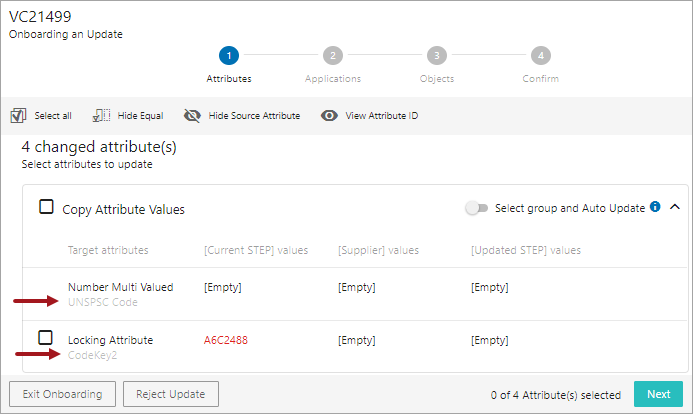 VC21499
Onboarding an Update
1 2 3 4
Attributes Applications Objects Confirm
Select all Hide Equal Hide Source Attribute View Attribute ID
4 changed attribute(s)
Select attributes to update
Copy Attribute Values Select group and Auto Update
Target attributes [Current STEP] values [Supplier] values [Updated STEP] values
Number Multi Valued [Empty] [Empty] [Empty]
UNSPSC Code
Locking Attribute A6C2488 [Empty] [Empty]
CodeKey2
Exit Onboarding Reject Update 0 of 4 Attribute(s) selected Next